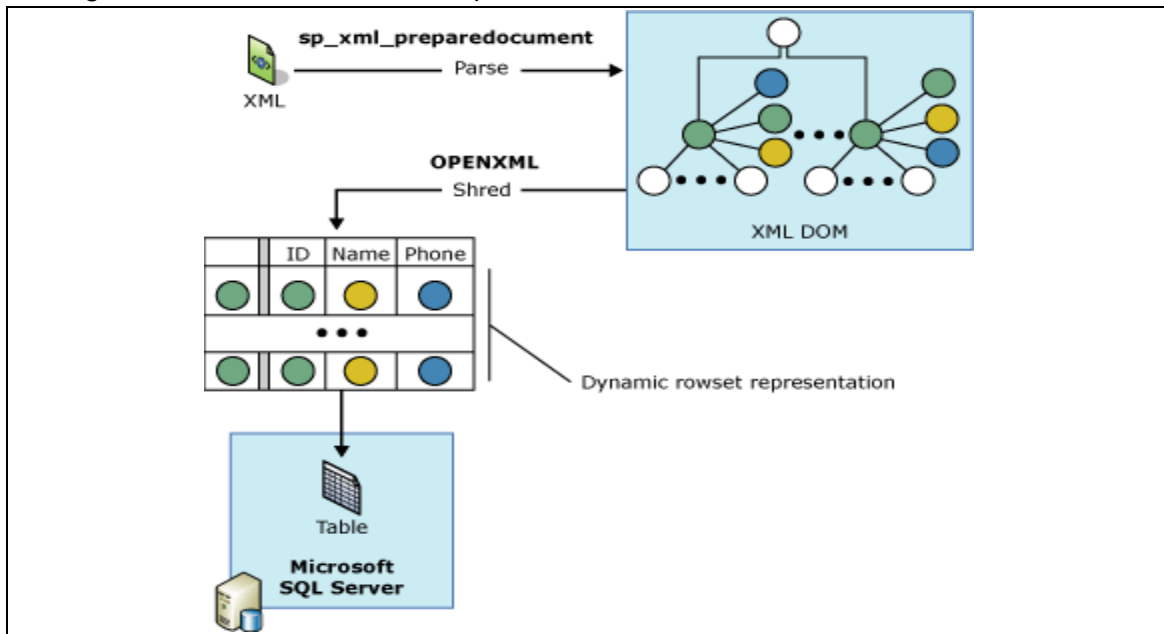 sp_xml_preparedocument
Parse
XML
OPENXML
Shred
XML DOM
ID Name Phone
Dynamic rowset representation
Table
Microsoft
SQL Server